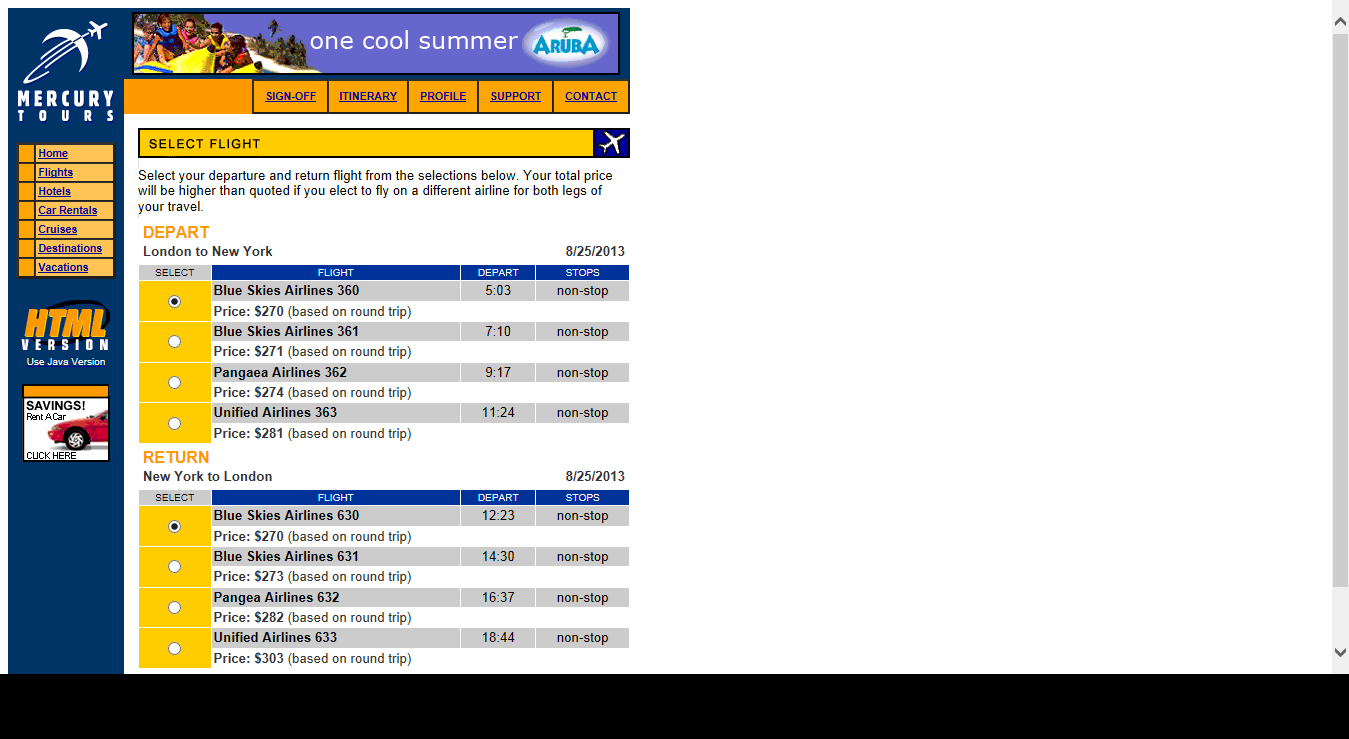 one cool summer ARUBA
MERCURY
TOURS
SIGN-OFF ITINERARY PROFILE SUPPORT CONTACT
Home
Flights
Hotels
Car Rentals
Cruises
Destinations
Vacations
HTML
VERSION
Use Java Version
SAVINGS!
Rent A Car
CLICK HERE
SELECT FLIGHT
Select your departure and return flight from the selections below. Your total price
will be higher than quoted if you elect to fly on a different airline for both legs of
your travel.
DEPART
London to New York 8/25/2013
SELECT FLIGHT DEPART STOPS
Blue Skies Airlines 360 5:03 non-stop
Price: $270 (based on round trip)
Blue Skies Airlines 361 7:10 non-stop
Price: $271 (based on round trip)
Pangaea Airlines 362 9:17 non-stop
Price: $274 (based on round trip)
Unified Airlines 363 11:24 non-stop
Price: $281 (based on round trip)
RETURN
New York to London 8/25/2013
SELECT FLIGHT DEPART STOPS
Blue Skies Airlines 630 12:23 non-stop
Price: $270 (based on round trip)
Blue Skies Airlines 631 14:30 non-stop
Price: $273 (based on round trip)
Pangea Airlines 632 16:37 non-stop
Price: $282 (based on round trip)
Unified Airlines 633 18:44 non-stop
Price: $303 (based on round trip)